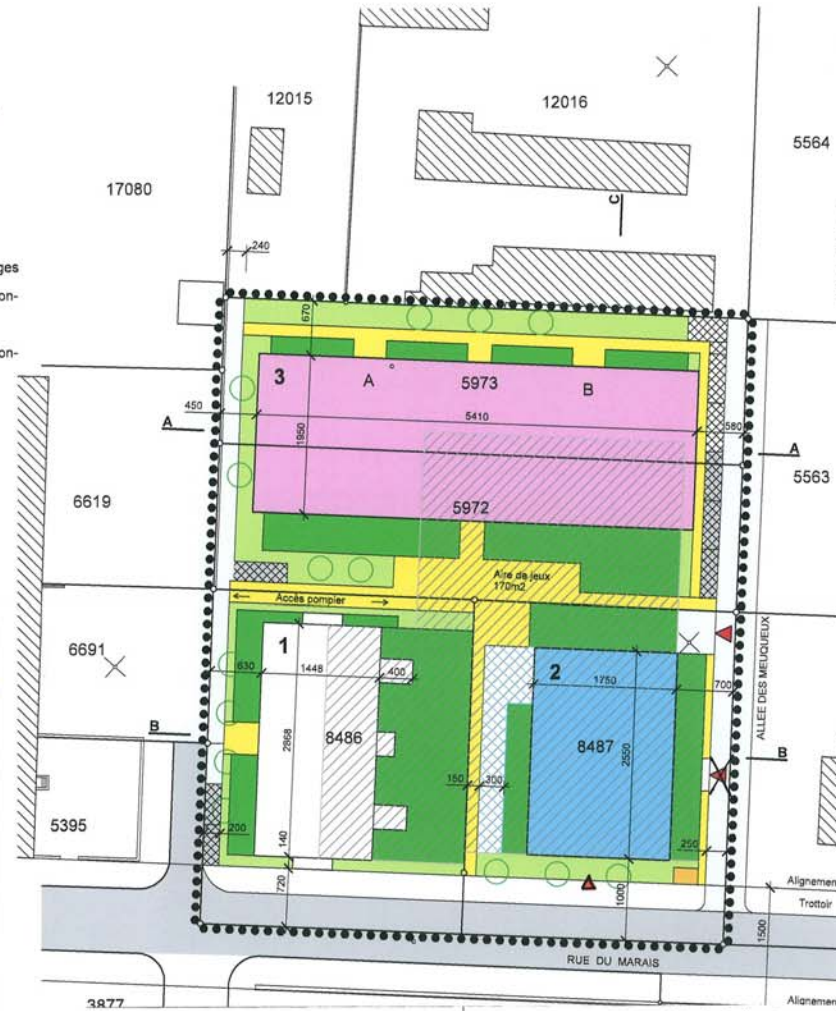 12015
12016
5564
17080
C
240
ges
on-
on-
670
3
A
5973
B
450
5410
580
A
1950
A
5563
6619
5972
Aire de jeux
170m2
Accès pompier
6691
1
2
630
1448
400
1750
700
ALLEE DES MEUQUEUX
B
8486
8487
B
2868
2550
150
300
5395
200
140
250
720
1000
Alignemen
Trottoir
1500
RUE DU MARAIS
3877
Alignemen